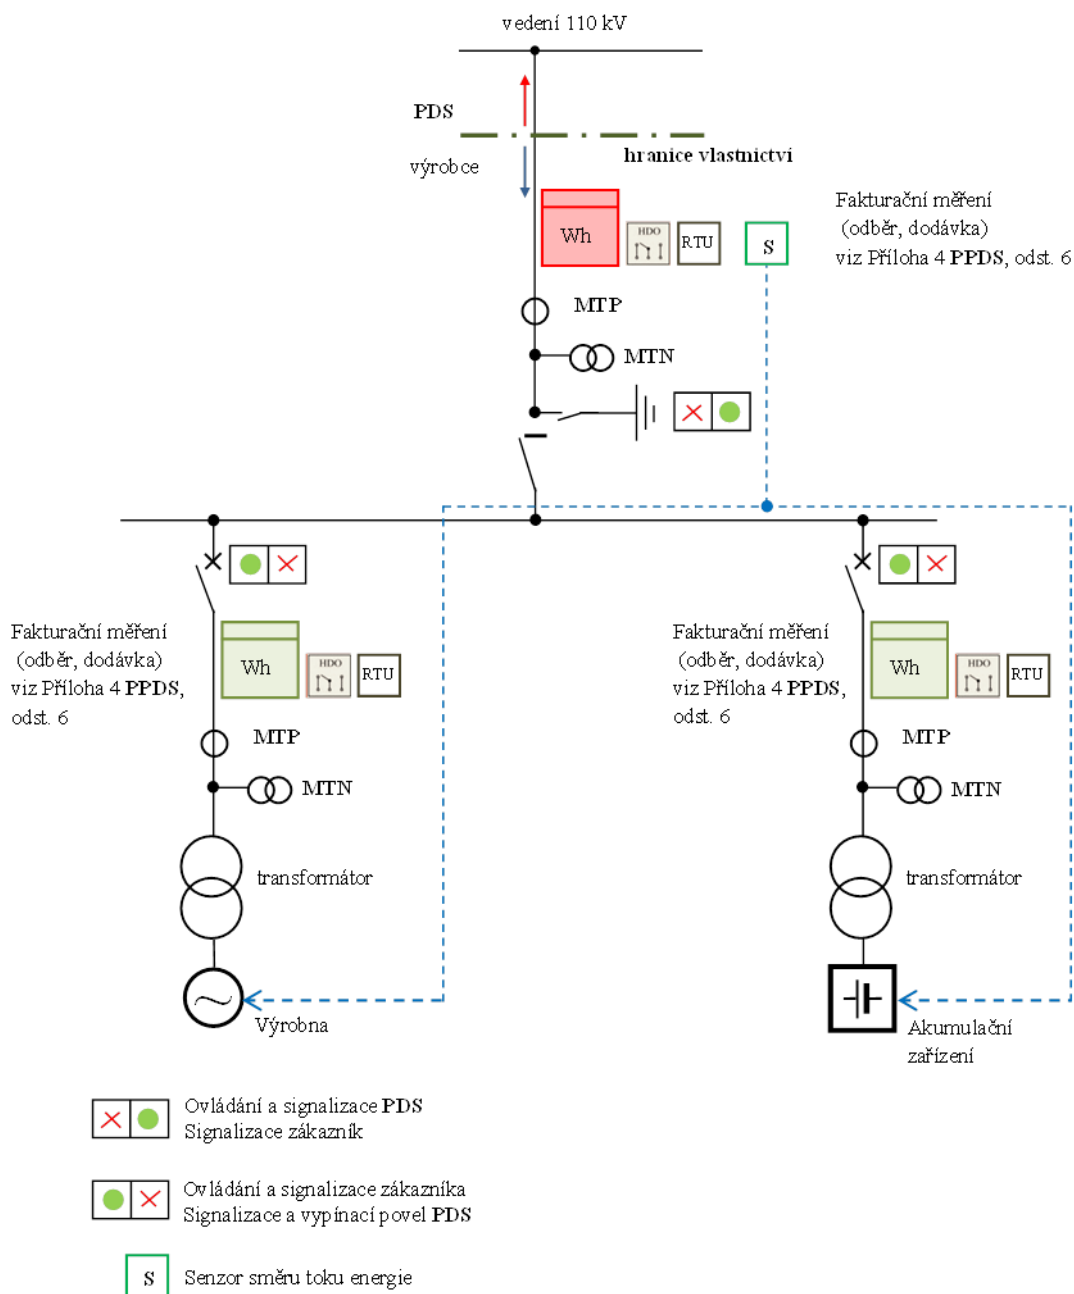 vedení 110 kV
PDS
výrobce
hranice vlastnictví
Wh
HDO
RTU
S
Fakturační měření
(odběr, dodávka)
viz Příloha 4 PPDS, odst. 6
MTP
MTN
Fakturační měření
(odběr, dodávka)
viz Příloha 4 PPDS,
odst. 6
Wh
HDO
RTU
MTP
MTN
transformátor
Výrobna
Fakturační měření
(odběr, dodávka)
viz Příloha 4 PPDS,
odst. 6
Wh
HDO
RTU
MTP
MTN
transformátor
Akumulační
zařízení
Ovládání a signalizace PDS
Signalizace zákazník
Ovládání a signalizace zákazníka
Signalizace a vypínací povel PDS
S
Senzor směru toku energie